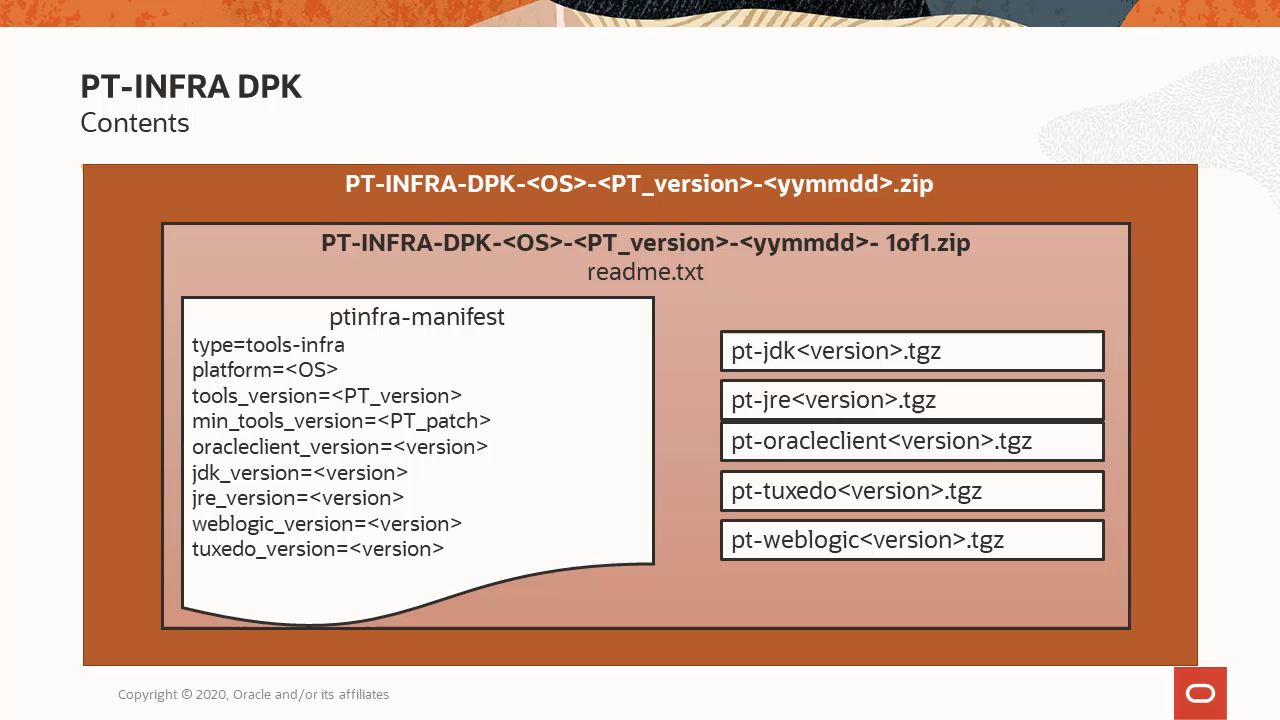 PT-INFRA DPK
Contents
PT-INFRA-DPK-<OS>-<PT_version>-<yymmdd>.zip
PT-INFRA-DPK-<OS>-<PT_version>-<yymmdd>- 1of1.zip
readme.txt
ptinfra-manifest
type=tools-infra
platform=<OS>
tools_version=<PT_version>
min_tools_version=<PT_patch>
oracleclient_version=<version>
jdk_version=<version>
jre_version=<version>
weblogic_version=<version>
tuxedo_version=<version>
pt-jdk<version>.tgz
pt-jre<version>.tgz
pt-oracleclient<version>.tgz
pt-tuxedo<version>.tgz
pt-weblogic<version>.tgz
Copyright © 2020, Oracle and/or its affiliates